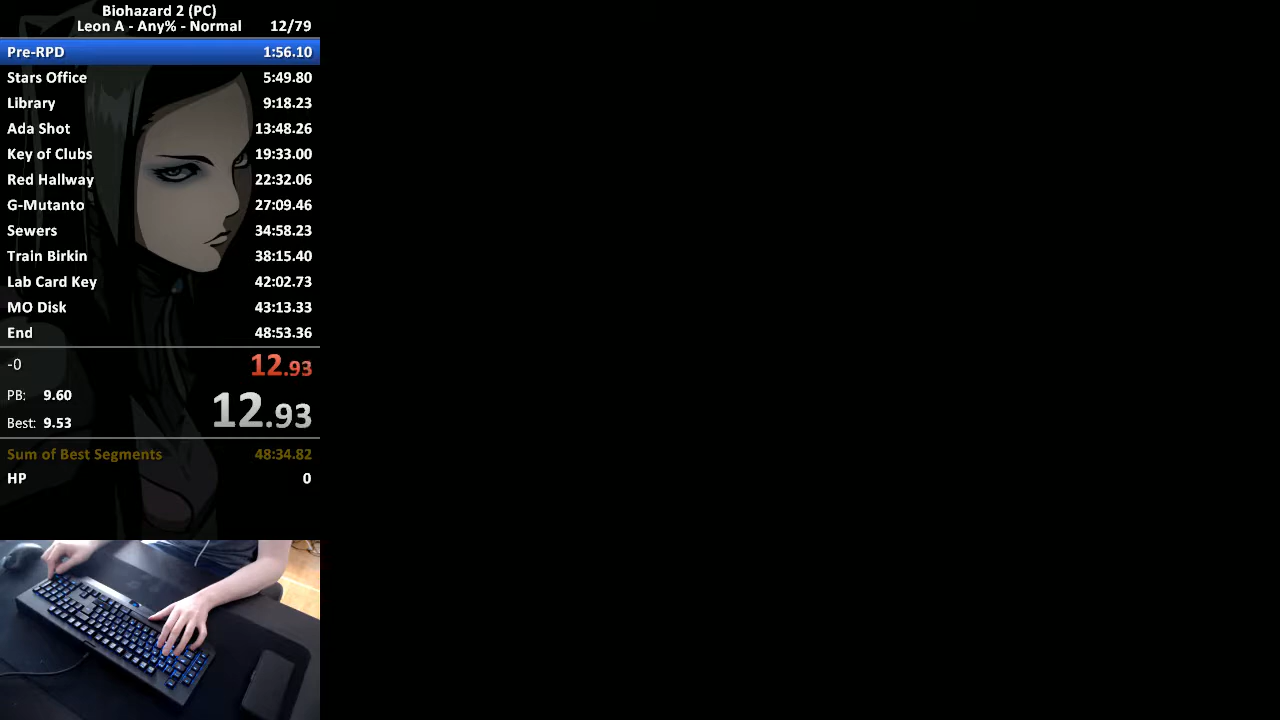 Biohazard 2 (PC)
Leon A - Any% - Normal 12/79
Pre-RPD 1:56.10
Stars Office 5:49.80
Library 9:18.23
Ada Shot 13:48.26
Key of Clubs 19:33.00
Red Hallway 22:32.06
G-Mutanto 27:09.46
Sewers 34:58.23
Train Birkin 38:15.40
Lab Card Key 42:02.73
MO Disk 43:13.33
End 48:53.36
-0 12.93
PB: 9.60
Best: 9.53 12.93
Sum of Best Segments 48:34.82
HP 0